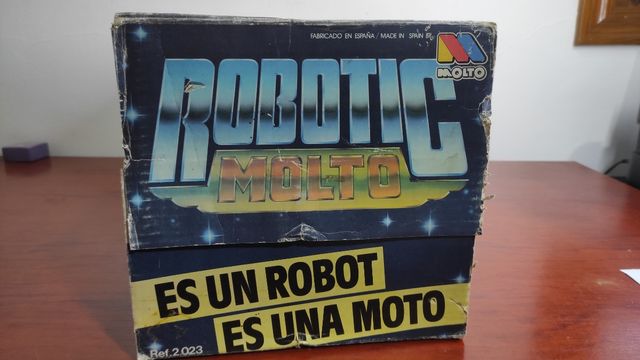 FABRICADO EN ESPAÑA / MADE IN SPAIN
MOLTO
ROBOTIC
MOLTO
ES UN ROBOT
ES UNA MOTO
Ref. 2.023